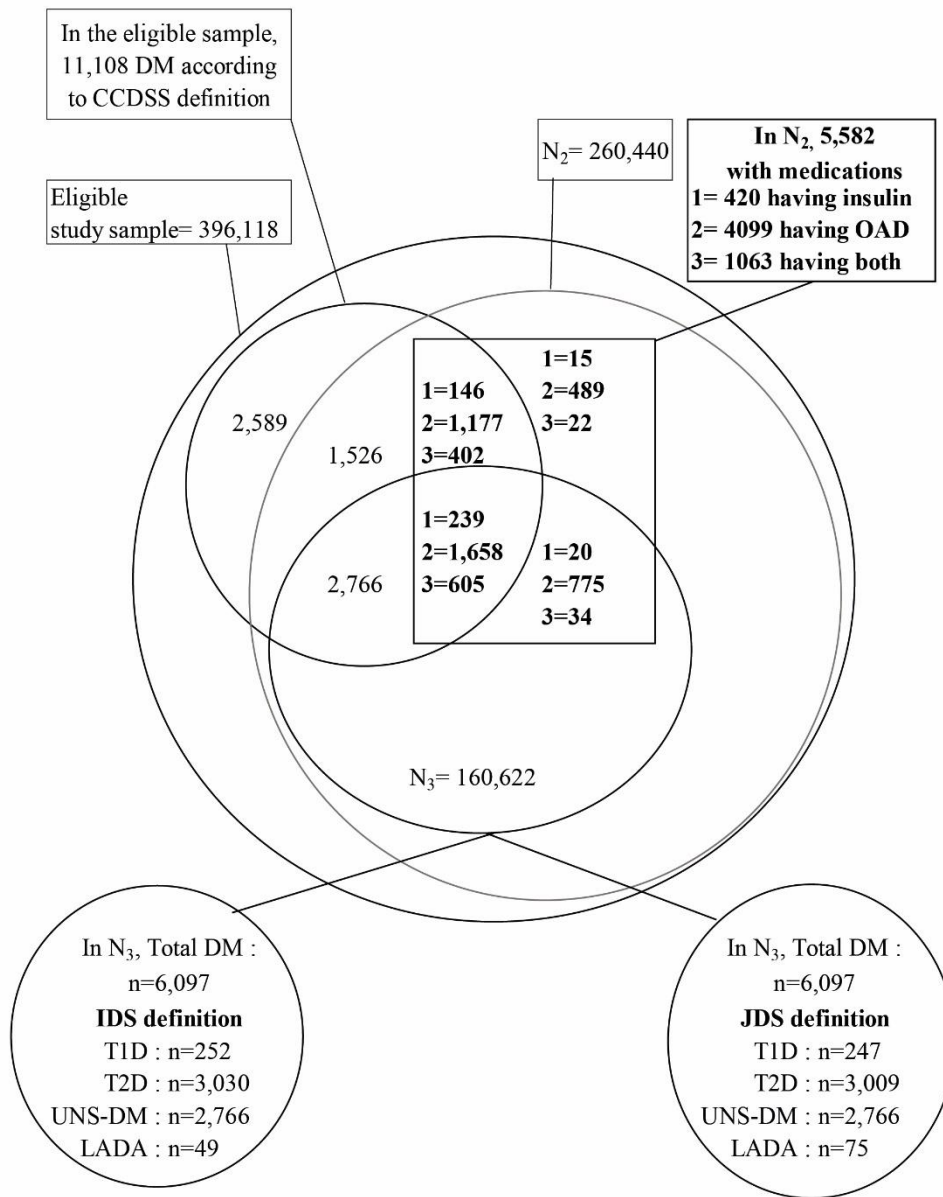 In the eligible sample,
11,108 DM according
to CCDSS definition
Eligible
study sample= 396,118
N₂= 260,440
In N₂, 5,582
with medications
1= 420 having insulin
2= 4099 having OAD
3= 1063 having both
2,589
1,526
1=146
2=1,177
3=402
1=15
2=489
3=22
2,766
1=239
2=1,658
3=605
1=20
2=775
3=34
N₃= 160,622
In N₃, Total DM :
n=6,097
IDS definition
T1D : n=252
T2D : n=3,030
UNS-DM : n=2,766
LADA : n=49
In N₃, Total DM :
n=6,097
JDS definition
T1D : n=247
T2D : n=3,009
UNS-DM : n=2,766
LADA : n=75